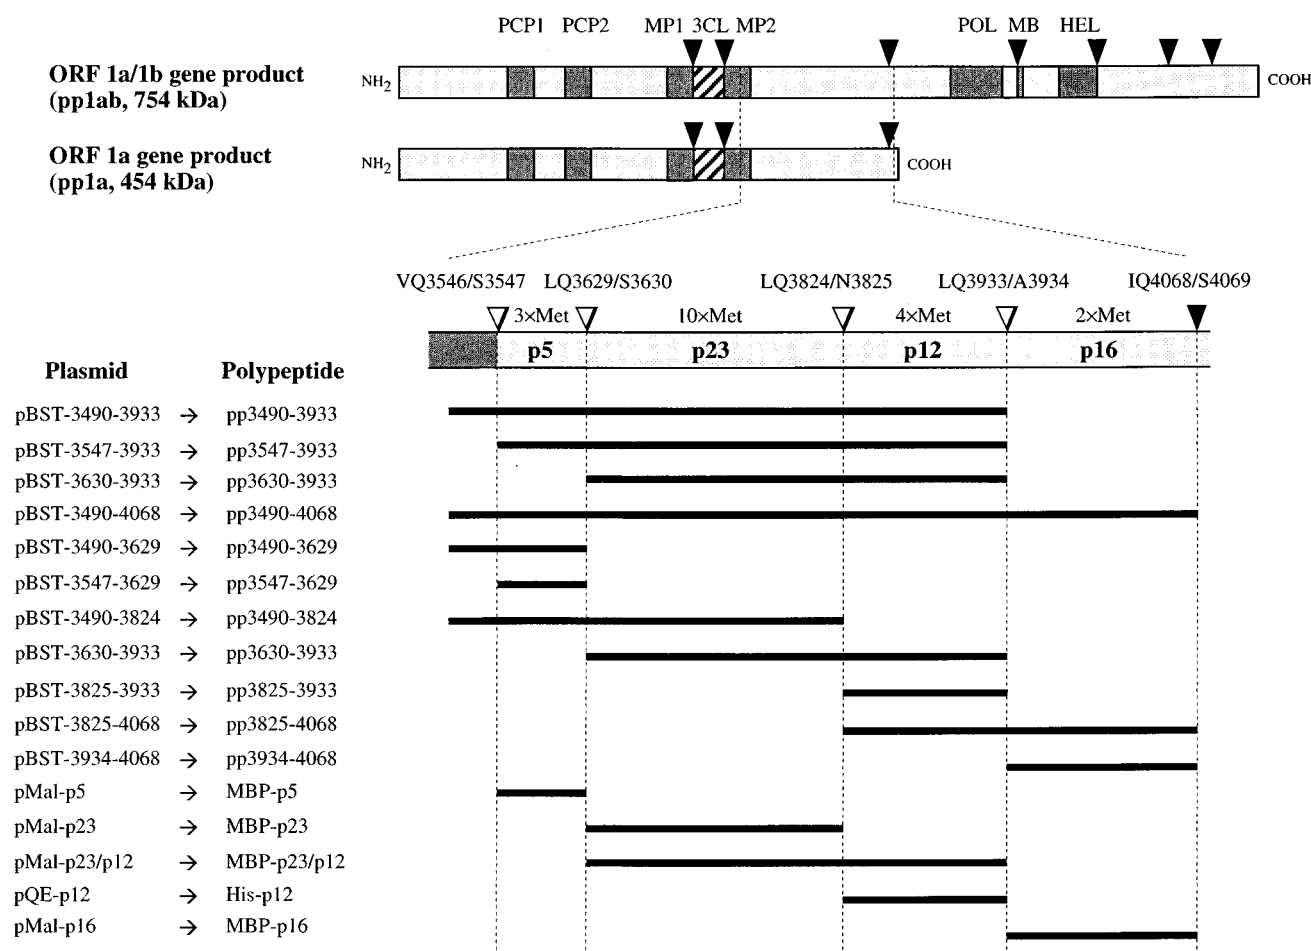 PCP1 PCP2 MP1 3CL MP2 POL MB HEL
ORF 1a/1b gene product
(pp1ab, 754 kDa)
NH2 COOH
ORF 1a gene product
(pp1a, 454 kDa)
NH2 COOH
VQ3546/S3547 LQ3629/S3630 LQ3824/N3825 LQ3933/A3934 IQ4068/S4069
3×Met 10×Met 4×Met 2×Met
p5 p23 p12 p16
Plasmid Polypeptide
pBST-3490-3933 → pp3490-3933
pBST-3547-3933 → pp3547-3933
pBST-3630-3933 → pp3630-3933
pBST-3490-4068 → pp3490-4068
pBST-3490-3629 → pp3490-3629
pBST-3547-3629 → pp3547-3629
pBST-3490-3824 → pp3490-3824
pBST-3630-3933 → pp3630-3933
pBST-3825-3933 → pp3825-3933
pBST-3825-4068 → pp3825-4068
pBST-3934-4068 → pp3934-4068
pMal-p5 → MBP-p5
pMal-p23 → MBP-p23
pMal-p23/p12 → MBP-p23/p12
pQE-p12 → His-p12
pMal-p16 → MBP-p16